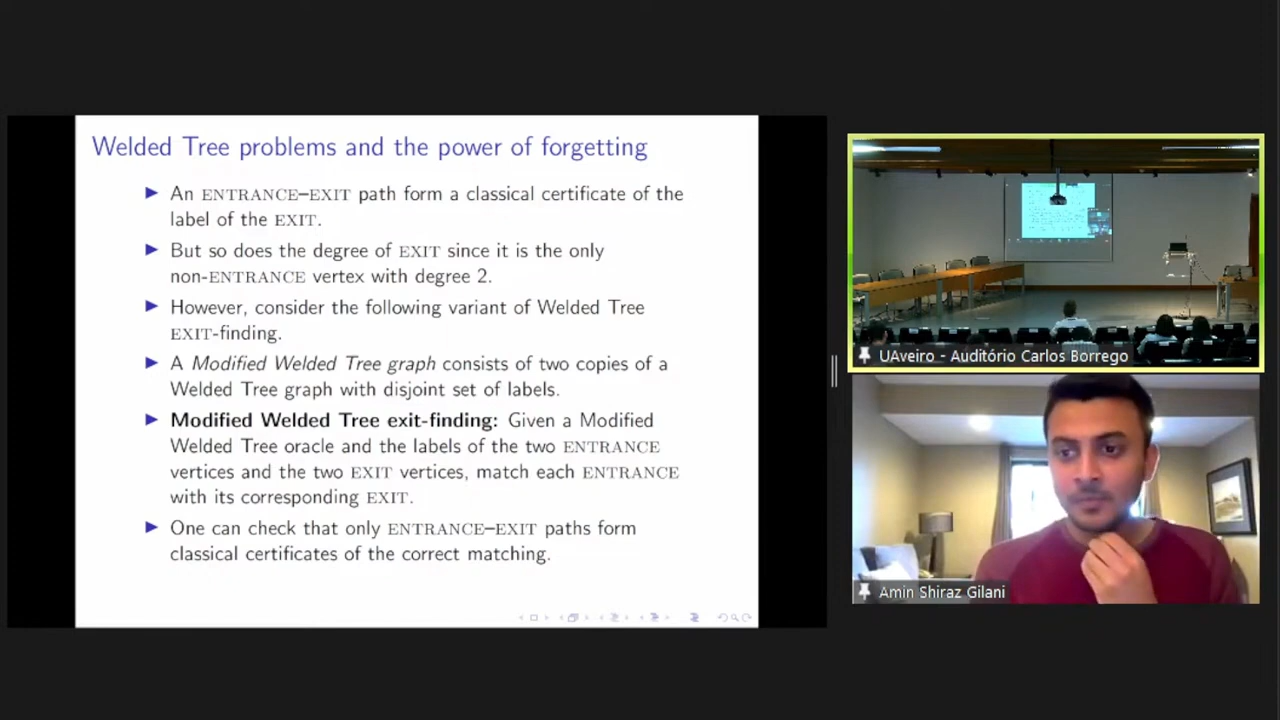 Welded Tree problems and the power of forgetting
▶ An ENTRANCE–EXIT path form a classical certificate of the
label of the EXIT.
▶ But so does the degree of EXIT since it is the only
non-ENTRANCE vertex with degree 2.
▶ However, consider the following variant of Welded Tree
EXIT-finding.
▶ A Modified Welded Tree graph consists of two copies of a
Welded Tree graph with disjoint set of labels.
▶ Modified Welded Tree exit-finding: Given a Modified
Welded Tree oracle and the labels of the two ENTRANCE
vertices and the two EXIT vertices, match each ENTRANCE
with its corresponding EXIT.
▶ One can check that only ENTRANCE–EXIT paths form
classical certificates of the correct matching.
UAveiro - Auditório Carlos Borrego
Amin Shiraz Gilani